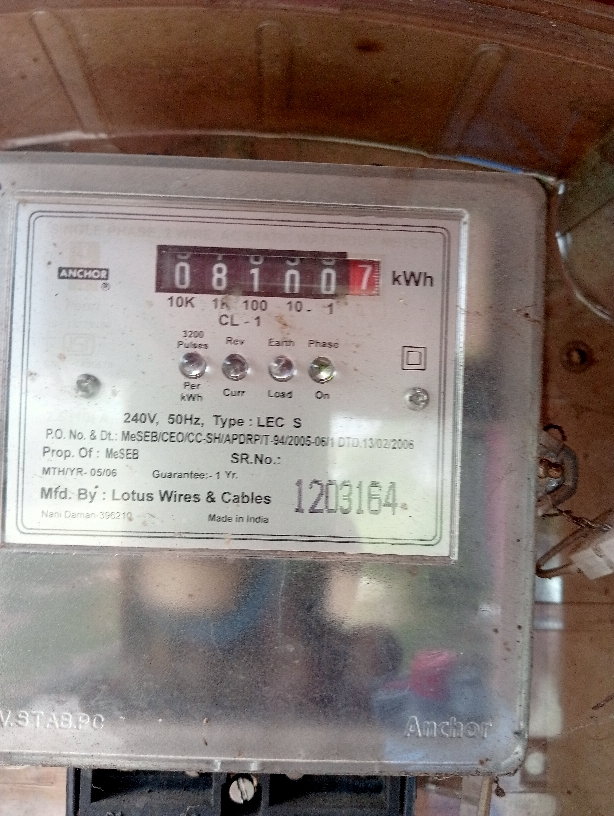 ANCHOR
®
08100 7 kWh
10K 1K 100 10 1
CL - 1
3200 Pulses Rev Earth Phase
Per kWh Curr Load On
240V, 50Hz, Type : LEC S
P.O. No. & Dt.: MeSEB/CEO/CC-SH/APDRP/T-94/2005-06/1 DTD.13/02/2006
Prop. Of : MeSEB SR.No.:
MTH/YR- 05/06 Guarantee:- 1 Yr.
Mfd. By : Lotus Wires & Cables 1203164
Nani Daman-396210 Made in India
Anchor